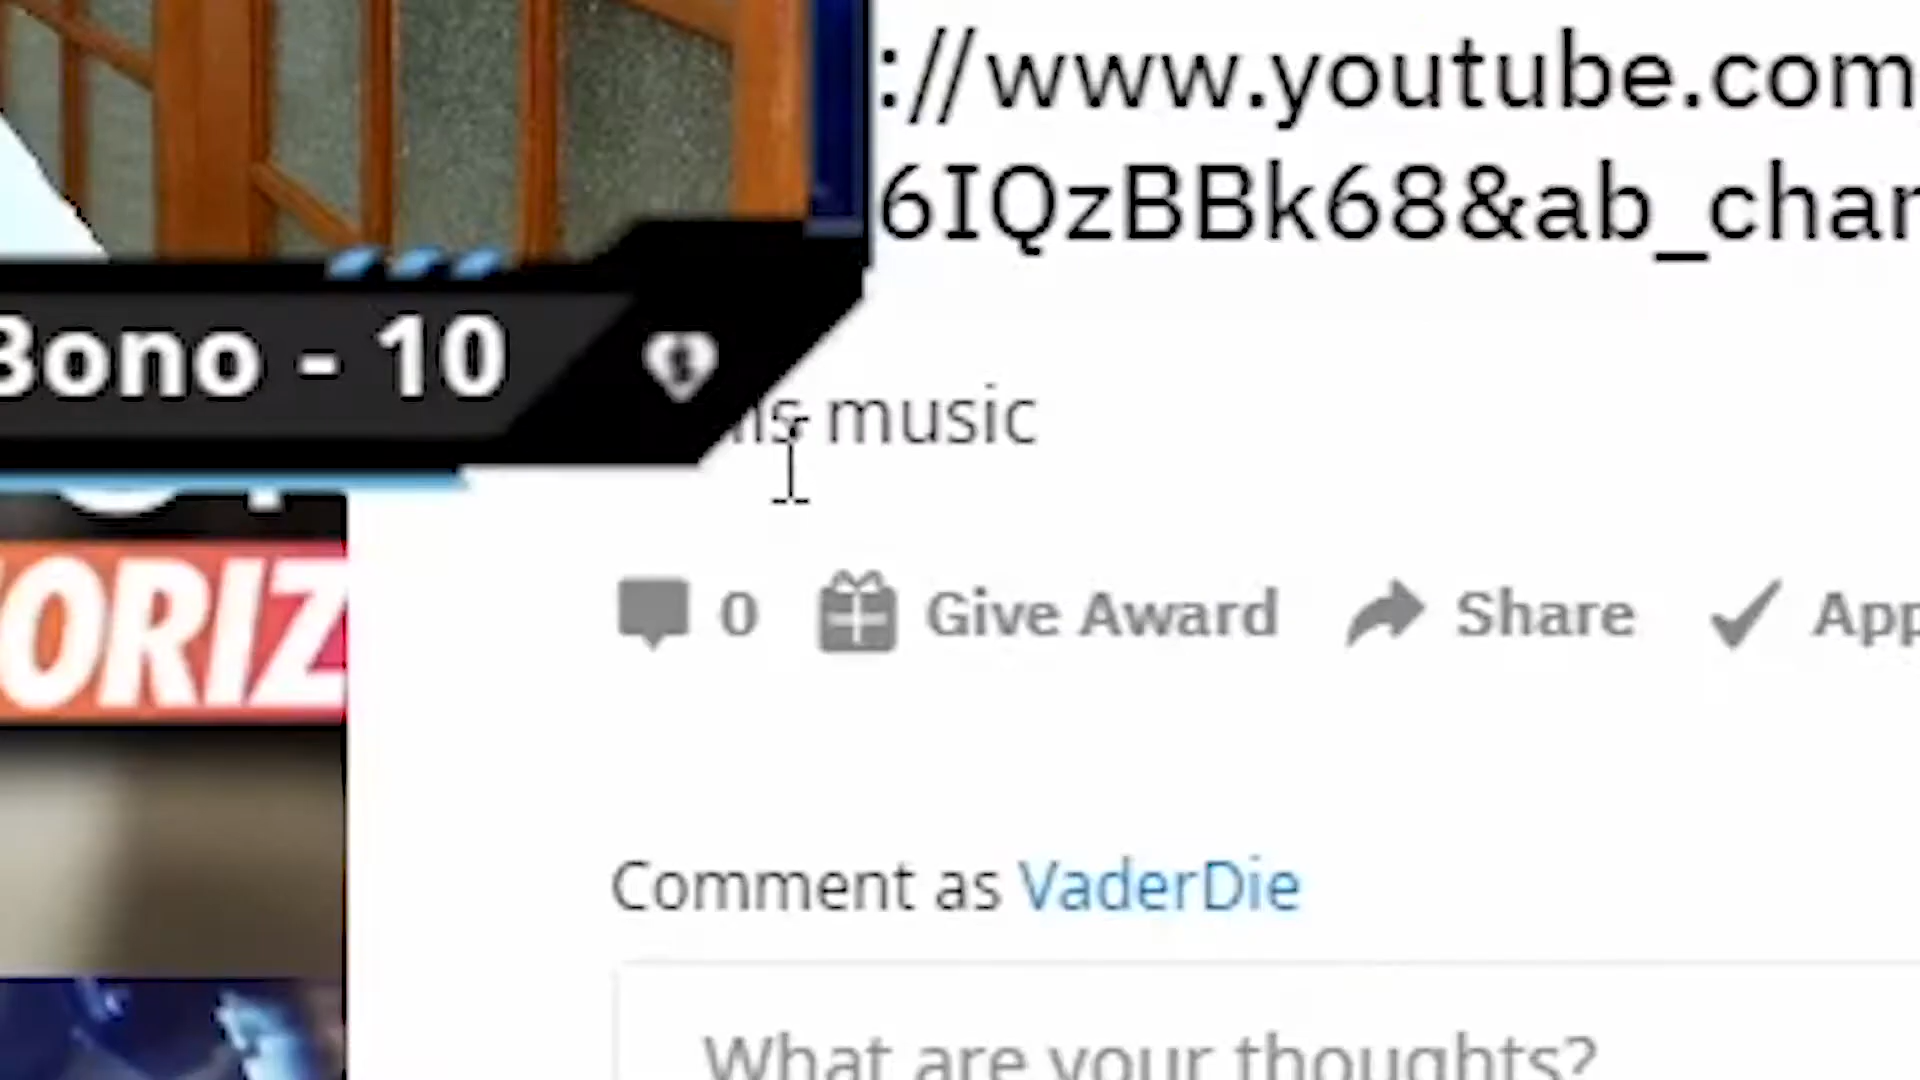 ://www.youtube.com
6IQzBBk68&ab_char
Bono - 10
music
0 Give Award Share App
ORIZ
Comment as VaderDie
What are your thoughts?